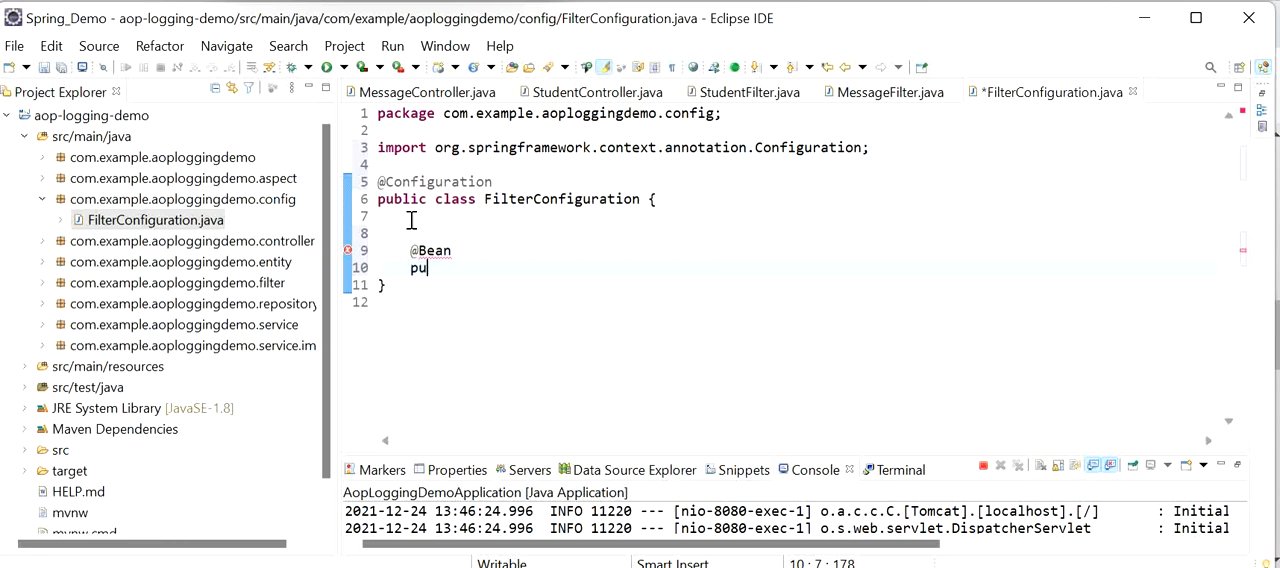 Spring_Demo - aop-logging-demo/src/main/java/com/example/aoploggingdemo/config/FilterConfiguration.java - Eclipse IDE
File Edit Source Refactor Navigate Search Project Run Window Help
Project Explorer
MessageController.java StudentController.java StudentFilter.java MessageFilter.java *FilterConfiguration.java
aop-logging-demo
src/main/java
com.example.aoploggingdemo
com.example.aoploggingdemo.aspect
com.example.aoploggingdemo.config
FilterConfiguration.java
com.example.aoploggingdemo.controller
com.example.aoploggingdemo.entity
com.example.aoploggingdemo.filter
com.example.aoploggingdemo.repository
com.example.aoploggingdemo.service
com.example.aoploggingdemo.service.im
src/main/resources
src/test/java
JRE System Library [JavaSE-1.8]
Maven Dependencies
src
target
HELP.md
mvnw
mvnw.cmd
1 package com.example.aoploggingdemo.config;
2
3 import org.springframework.context.annotation.Configuration;
4
5 @Configuration
6 public class FilterConfiguration {
7
8
9 @Bean
10 pu
11 }
12
Markers Properties Servers Data Source Explorer Snippets Console Terminal
AopLoggingDemoApplication [Java Application]
2021-12-24 13:46:24.996 INFO 11220 --- [nio-8080-exec-1] o.a.c.c.C.[Tomcat].[localhost].[/] : Initial
2021-12-24 13:46:24.996 INFO 11220 --- [nio-8080-exec-1] o.s.web.servlet.DispatcherServlet : Initial
Writable Smart Insert 10 : 7 : 178